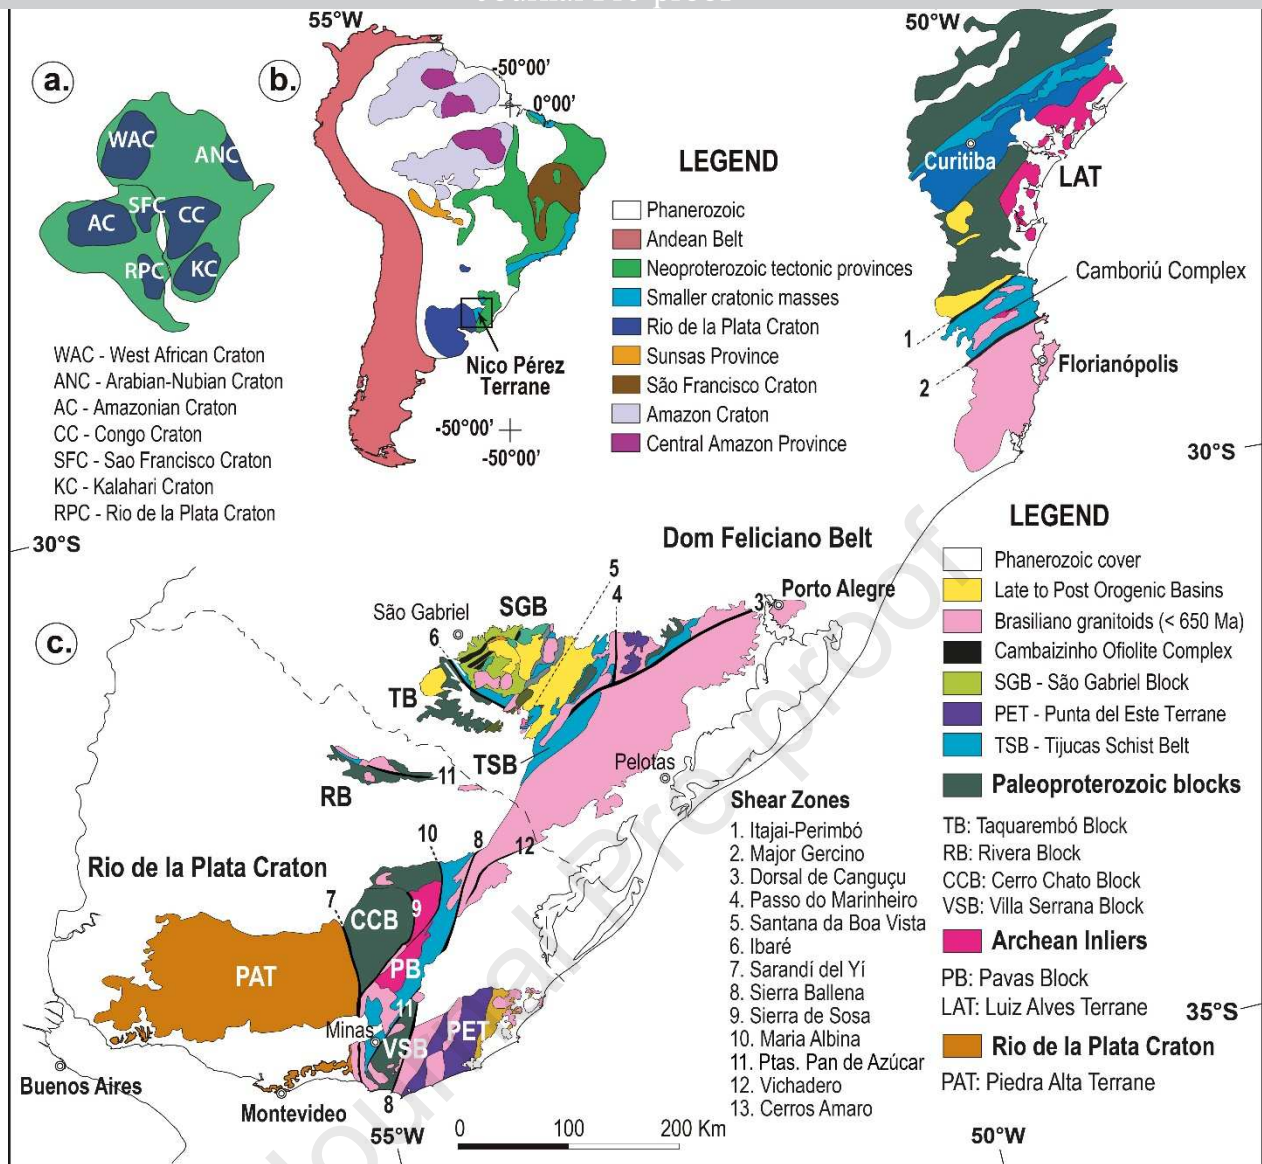 Journal Pre-proof
55°W
50°W
a.
b.
-50°00'
0°00'
WAC
ANC
SFC
AC
CC
RPC
KC
WAC - West African Craton
ANC - Arabian-Nubian Craton
AC - Amazonian Craton
CC - Congo Craton
SFC - Sao Francisco Craton
KC - Kalahari Craton
RPC - Rio de la Plata Craton
Nico Pérez
Terrane
-50°00'
-50°00'
LEGEND
Phanerozoic
Andean Belt
Neoproterozoic tectonic provinces
Smaller cratonic masses
Rio de la Plata Craton
Sunsas Province
São Francisco Craton
Amazon Craton
Central Amazon Province
Curitiba
LAT
Camboriú Complex
1
2
Florianópolis
30°S
30°S
c.
Dom Feliciano Belt
São Gabriel
SGB
5
4
3
Porto Alegre
6
TB
TSB
Pelotas
RB
11
10
8
12
Rio de la Plata Craton
7
CCB
9
PAT
PB
11
Minas
VSB
PET
Buenos Aires
Montevideo
8
55°W
0 100 200 Km
50°W
35°S
Shear Zones
1. Itajai-Perimbó
2. Major Gercino
3. Dorsal de Canguçu
4. Passo do Marinheiro
5. Santana da Boa Vista
6. Ibaré
7. Sarandí del Yí
8. Sierra Ballena
9. Sierra de Sosa
10. Maria Albina
11. Ptas. Pan de Azúcar
12. Vichadero
13. Cerros Amaro
LEGEND
Phanerozoic cover
Late to Post Orogenic Basins
Brasiliano granitoids (< 650 Ma)
Cambaizinho Ofiolite Complex
SGB - São Gabriel Block
PET - Punta del Este Terrane
TSB - Tijucas Schist Belt
Paleoproterozoic blocks
TB: Taquarembó Block
RB: Rivera Block
CCB: Cerro Chato Block
VSB: Villa Serrana Block
Archean Inliers
PB: Pavas Block
LAT: Luiz Alves Terrane
Rio de la Plata Craton
PAT: Piedra Alta Terrane
Journal Pre-proof